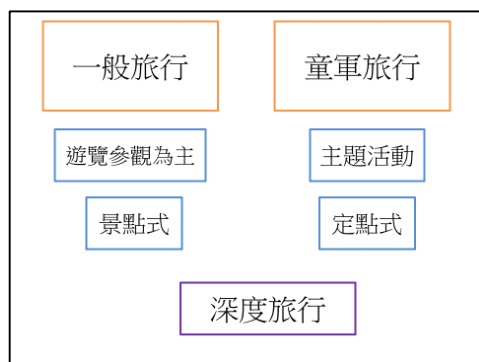 一般旅行
童軍旅行
遊覽參觀為主
主題活動
景點式
定點式
深度旅行